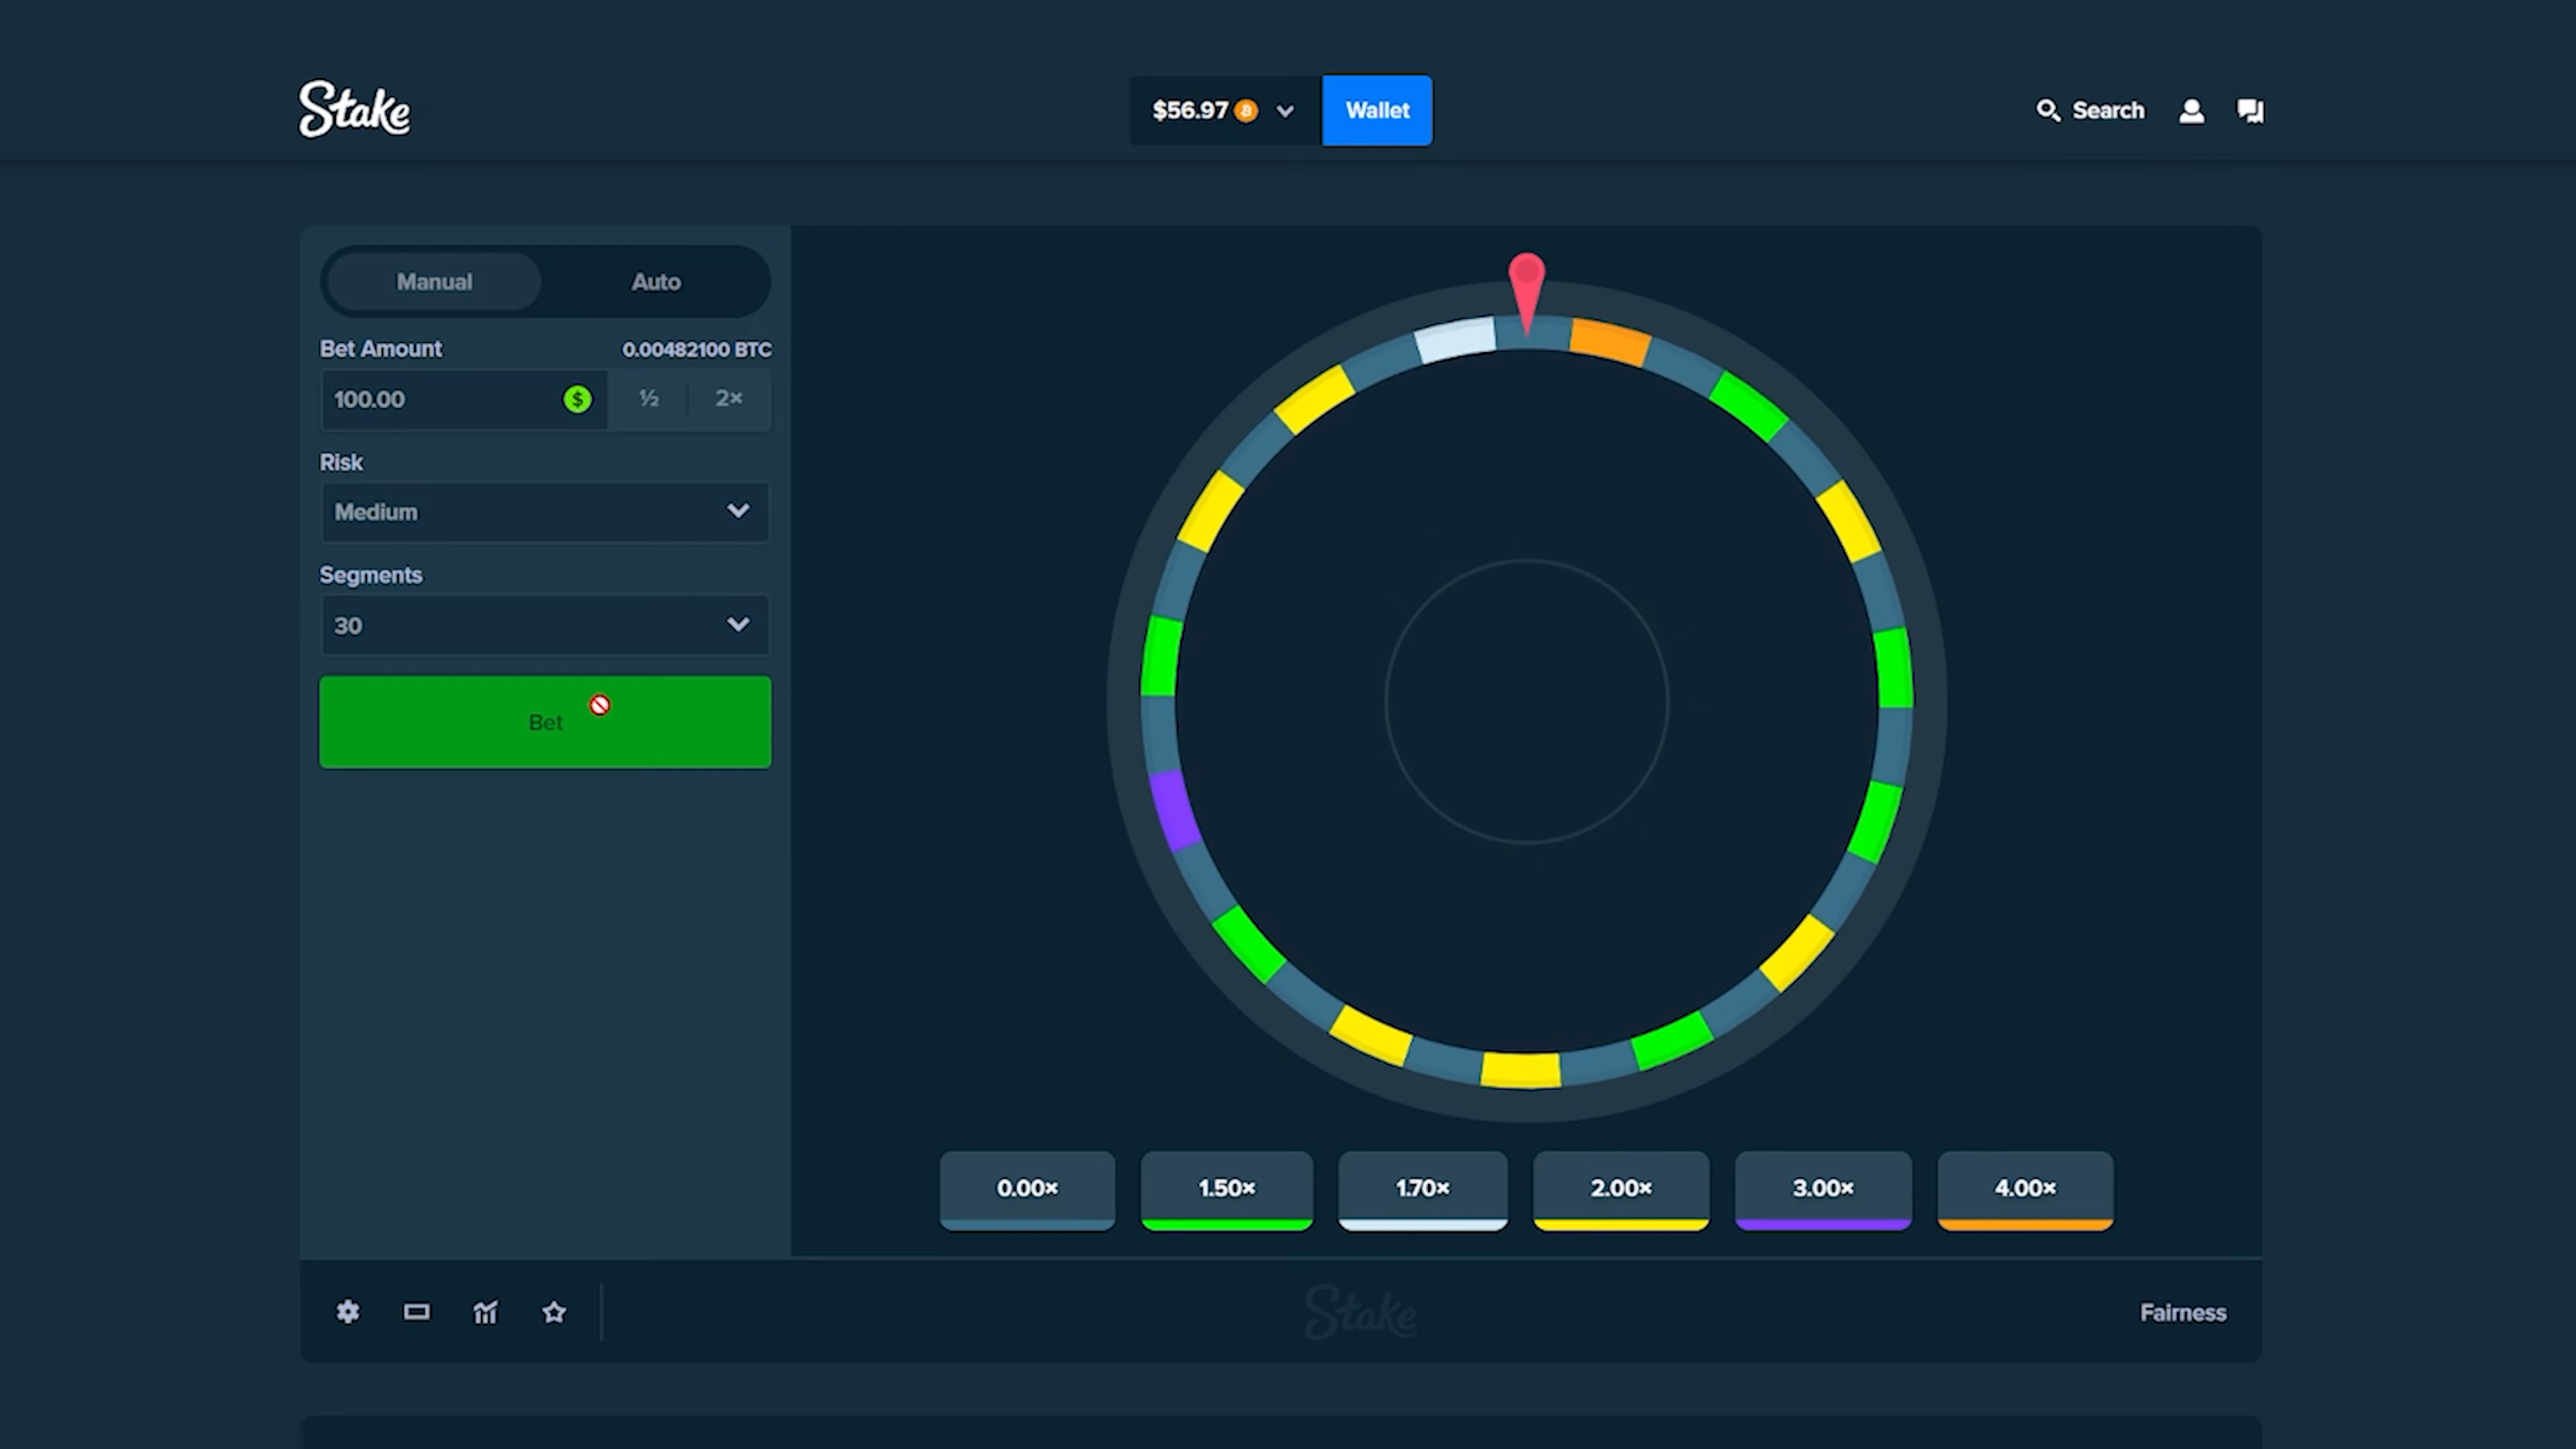 Stake
$56.97
Wallet
Search
Manual
Auto
Bet Amount
0.00482100 BTC
100.00
$
½
2×
Risk
Medium
Segments
30
Bet
0.00×
1.50×
1.70×
2.00×
3.00×
4.00×
Stake
Fairness